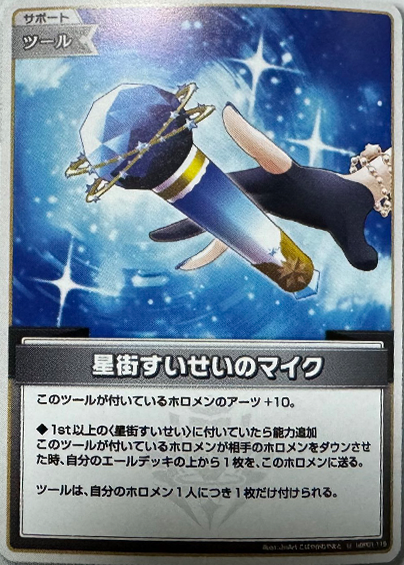 サポート
ツール
星街すいせいのマイク
このツールが付いているホロメンのアーツ+10。
◆1st以上の〈星街すいせい〉に付いていたら能力追加
このツールが付いているホロメンが相手のホロメンをダウンさせ
た時、自分のエールデッキの上から1枚を、このホロメンに送る。
ツールは、自分のホロメン1人につき1枚だけ付けられる。